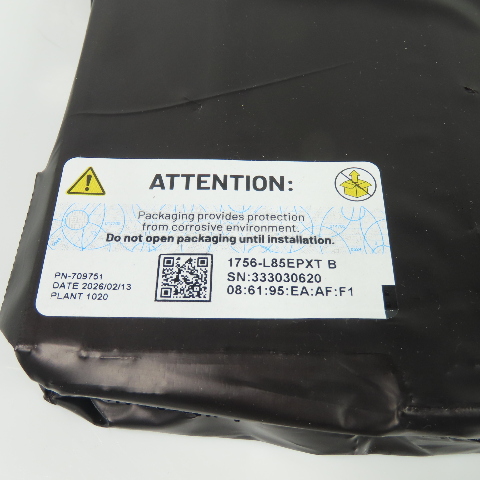 ATTENTION:
Packaging provides protection
from corrosive environment.
Do not open packaging until installation.
PN-709751
DATE 2026/02/13
PLANT 1020
1756-L85EPXT B
SN:333030620
08:61:95:EA:AF:F1